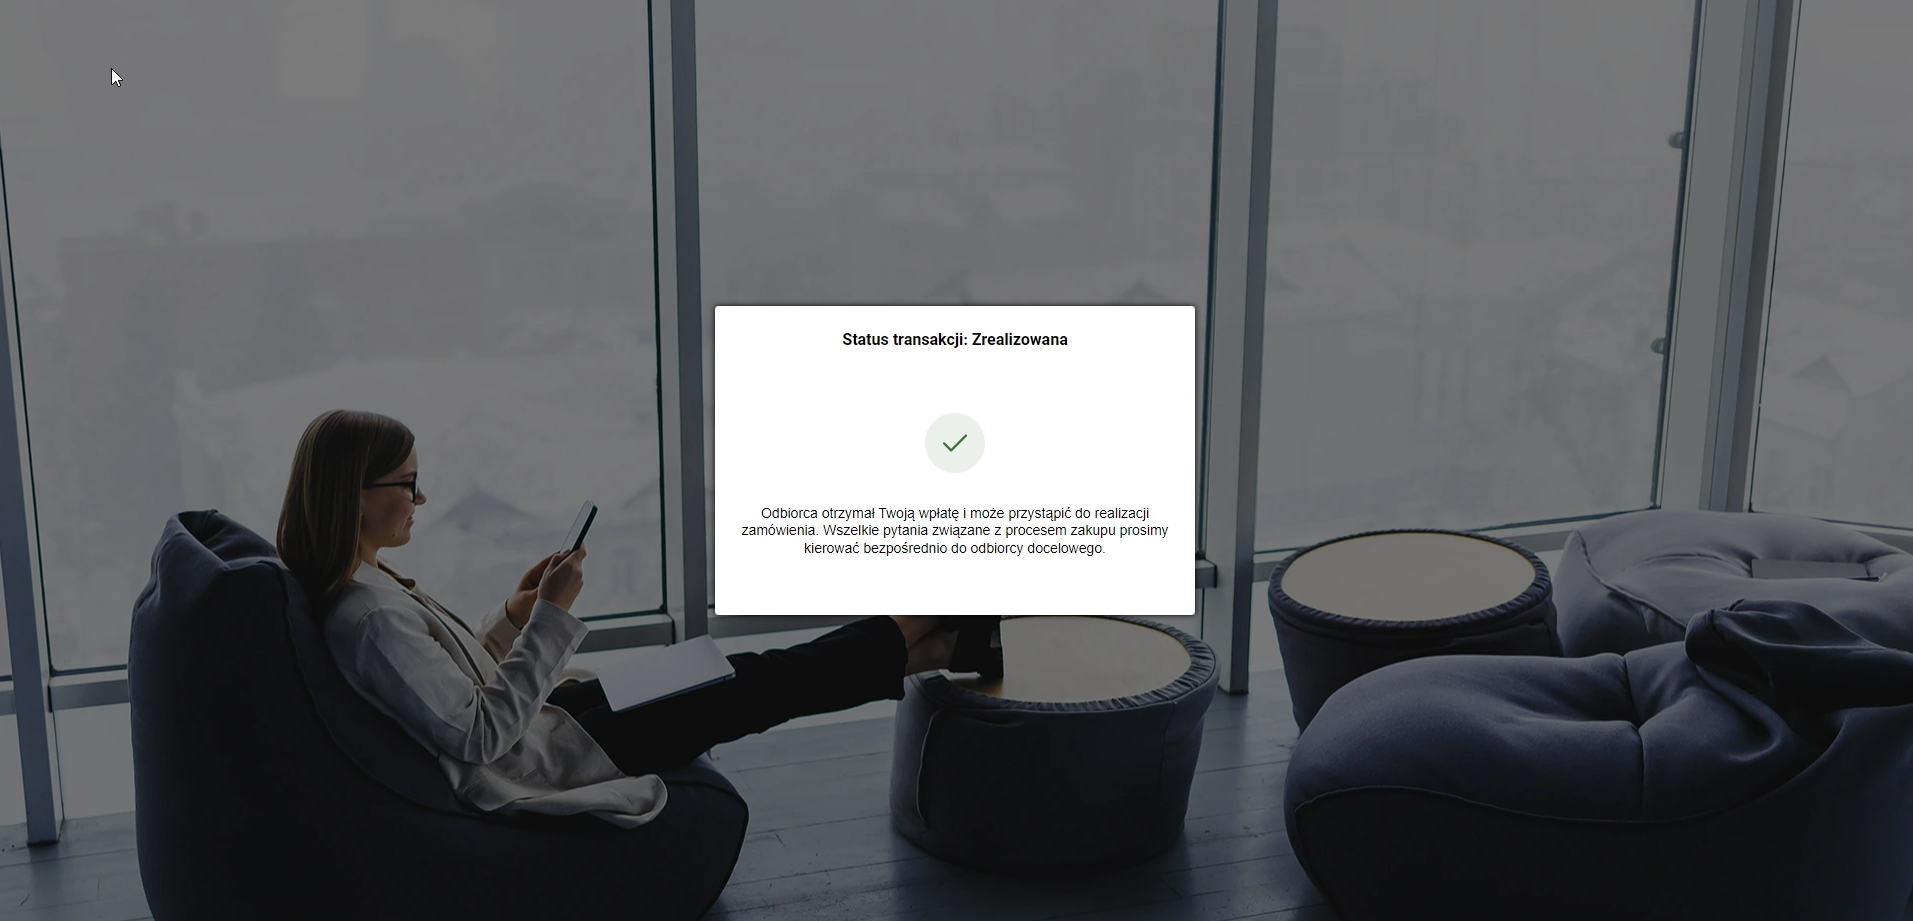 Status transakcji: Zrealizowana
Odbiorca otrzymał Twoją wpłatę i może przystąpić do realizacji
zamówienia. Wszelkie pytania związane z procesem zakupu prosimy
kierować bezpośrednio do odbiorcy docelowego.